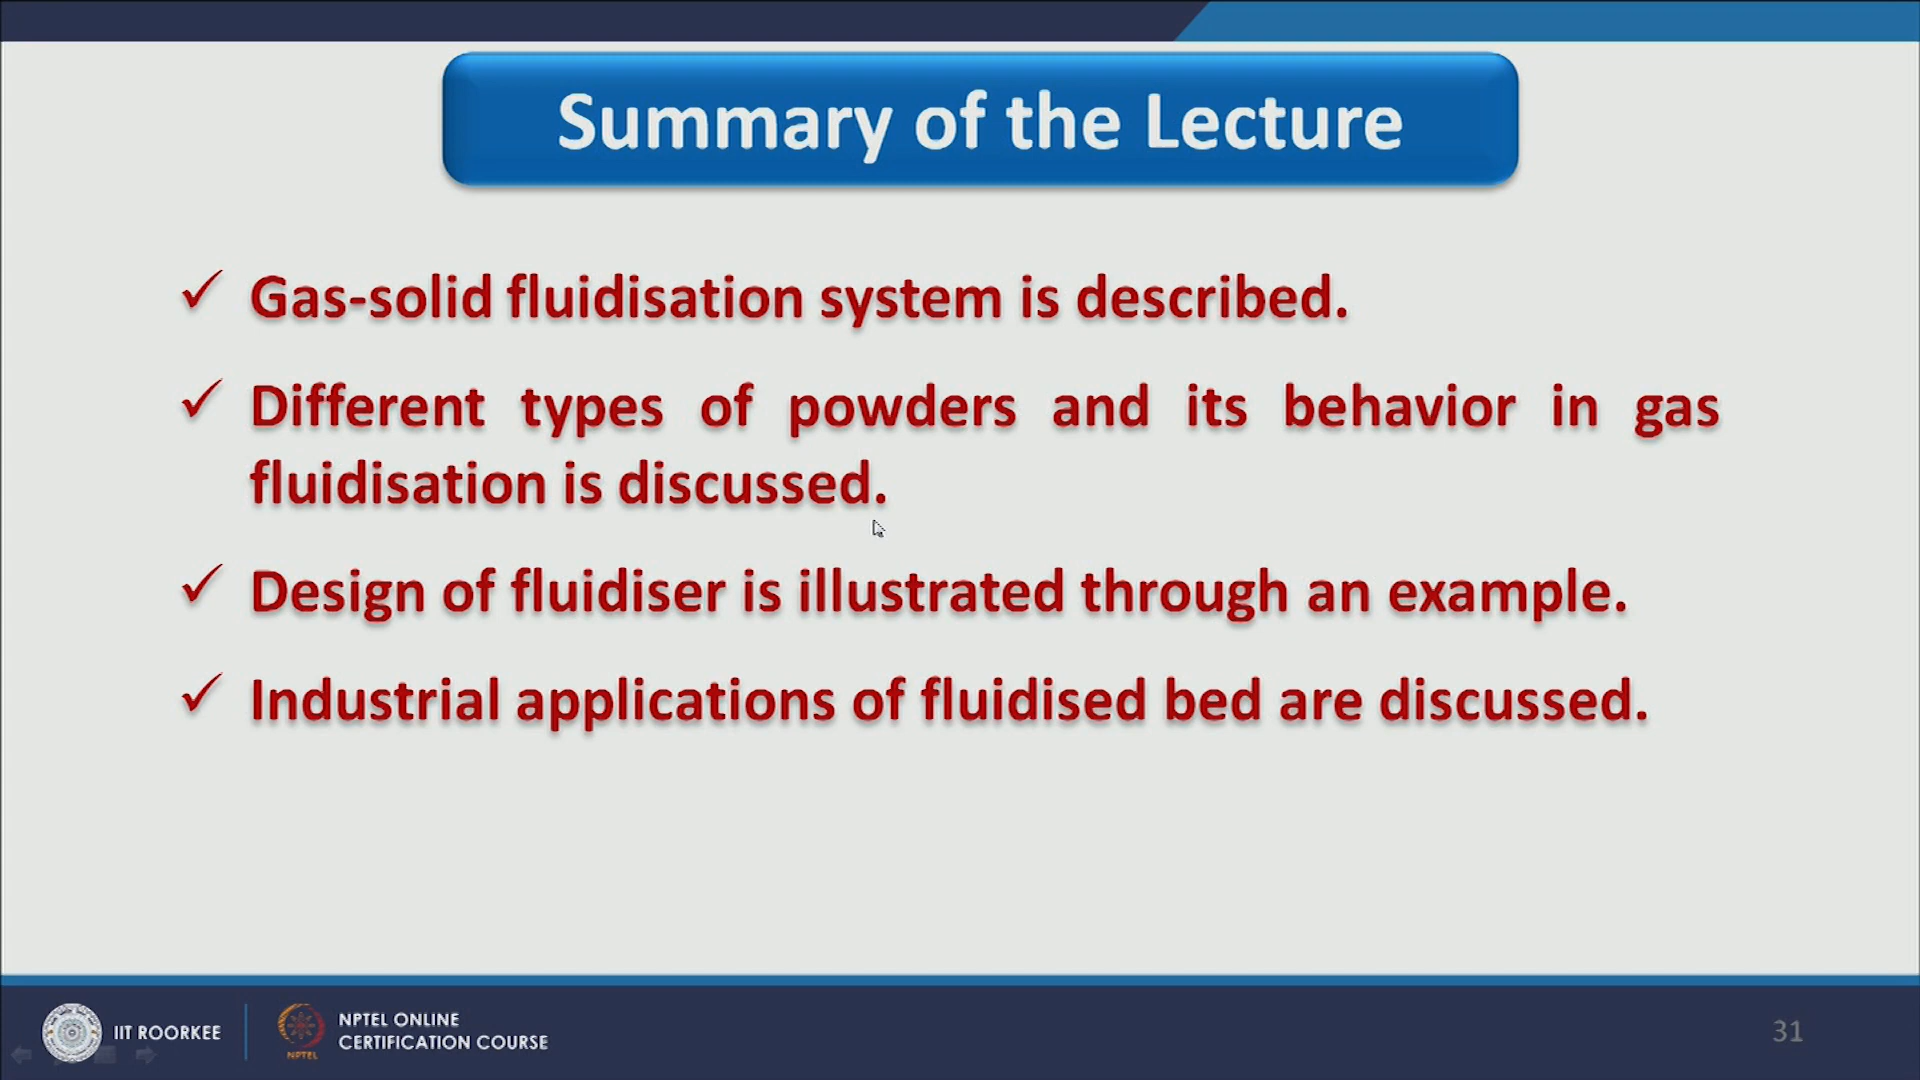 Summary of the Lecture
✓ Gas-solid fluidisation system is described.
✓ Different types of powders and its behavior in gas
fluidisation is discussed.
✓ Design of fluidiser is illustrated through an example.
✓ Industrial applications of fluidised bed are discussed.
IIT ROORKEE
NPTEL
NPTEL ONLINE
CERTIFICATION COURSE
31